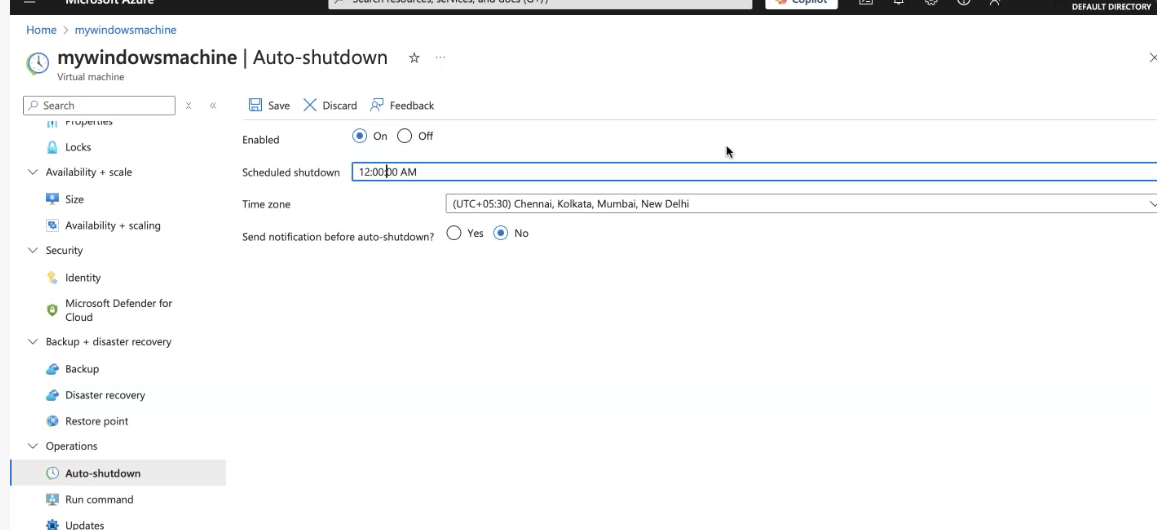 Microsoft Azure
Search resources, services, and docs (G+/)
Copilot
DEFAULT DIRECTORY
Home > mywindowsmachine
mywindowsmachine | Auto-shutdown
Virtual machine
Search
Save
Discard
Feedback
Properties
Locks
Availability + scale
Size
Availability + scaling
Security
Identity
Microsoft Defender for
Cloud
Backup + disaster recovery
Backup
Disaster recovery
Restore point
Operations
Auto-shutdown
Run command
Updates
Enabled
On
Off
Scheduled shutdown
12:00:00 AM
Time zone
(UTC+05:30) Chennai, Kolkata, Mumbai, New Delhi
Send notification before auto-shutdown?
Yes
No